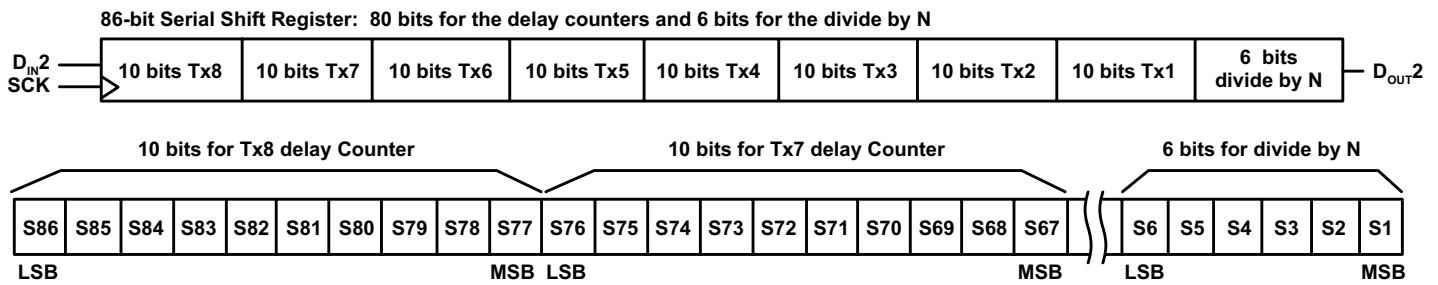 86-bit Serial Shift Register: 80 bits for the delay counters and 6 bits for the divide by N
DIN2
SCK
10 bits Tx8 10 bits Tx7 10 bits Tx6 10 bits Tx5 10 bits Tx4 10 bits Tx3 10 bits Tx2 10 bits Tx1 6 bits
divide by N
DOUT2
10 bits for Tx8 delay Counter 10 bits for Tx7 delay Counter 6 bits for divide by N
S86 S85 S84 S83 S82 S81 S80 S79 S78 S77 S76 S75 S74 S73 S72 S71 S70 S69 S68 S67 S6 S5 S4 S3 S2 S1
LSB MSB LSB MSB LSB MSB